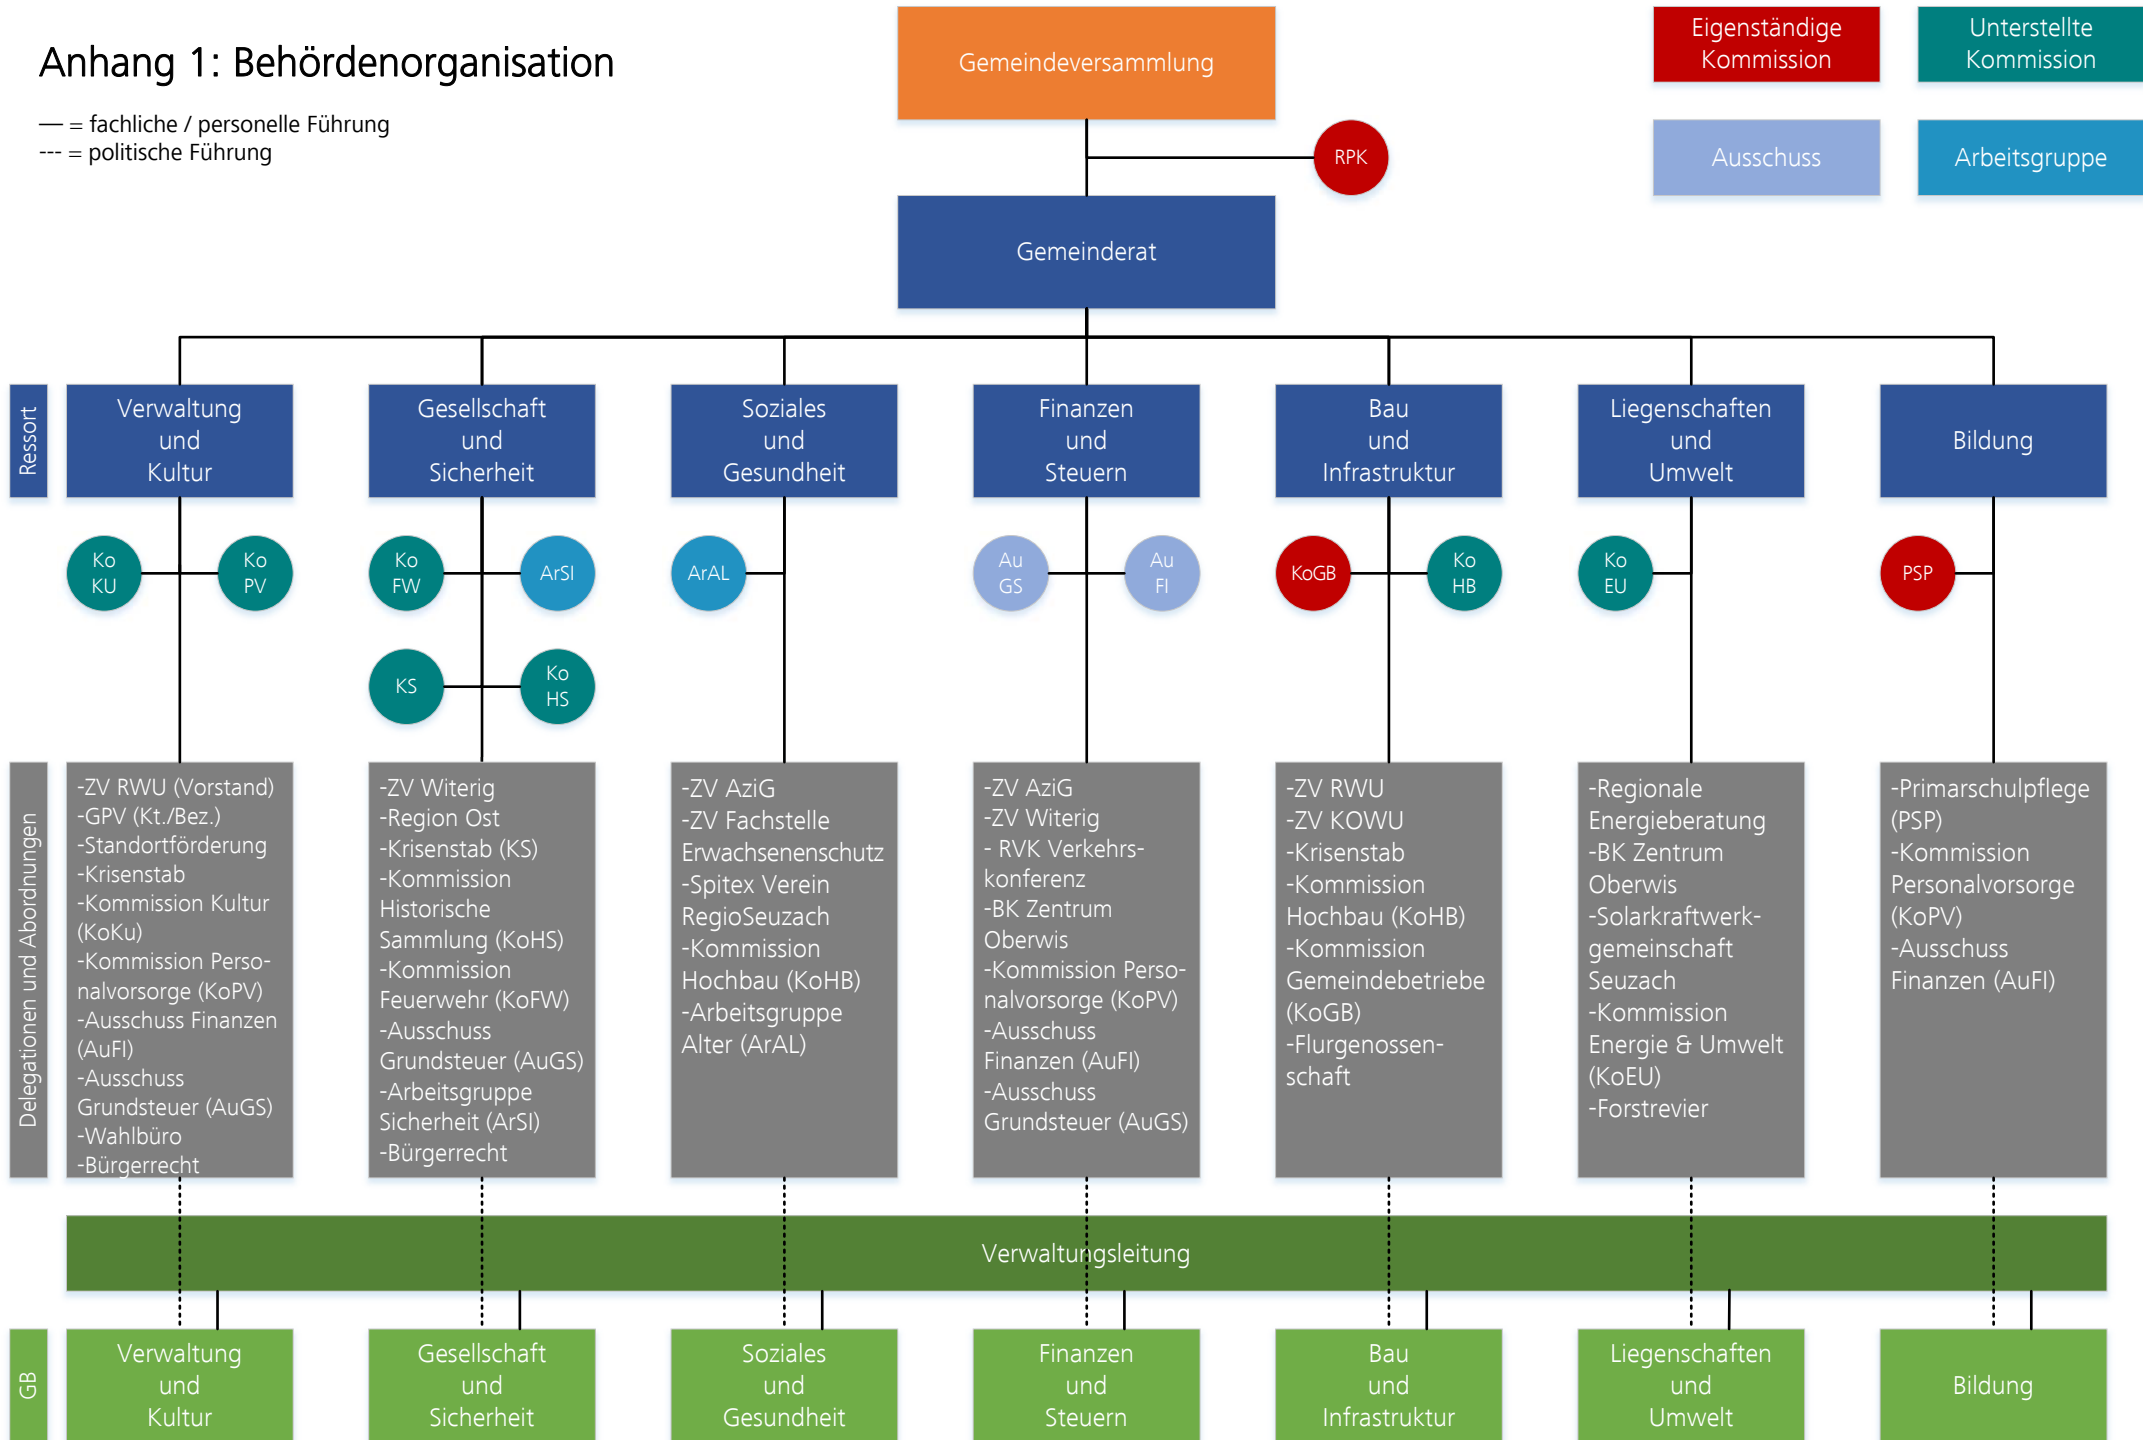 Anhang 1: Behördenorganisation
— = fachliche / personelle Führung
--- = politische Führung
Gemeindeversammlung
Eigenständige
Kommission
Unterstellte
Kommission
Ausschuss
Arbeitsgruppe
RPK
Gemeinderat
Ressort
Verwaltung
und
Kultur
Gesellschaft
und
Sicherheit
Soziales
und
Gesundheit
Finanzen
und
Steuern
Bau
und
Infrastruktur
Liegenschaften
und
Umwelt
Bildung
Ko
KU
Ko
PV
Ko
FW
ArSI
ArAL
Au
GS
Au
FI
KoGB
Ko
HB
Ko
EU
PSP
KS
Ko
HS
Delegationen und Abordnungen
-ZV RWU (Vorstand)
-GPV (Kt./Bez.)
-Standortförderung
-Krisenstab
-Kommission Kultur
(KoKu)
-Kommission Perso-
nalvorsorge (KoPV)
-Ausschuss Finanzen
(AuFI)
-Ausschuss
Grundsteuer (AuGS)
-Wahlbüro
-Bürgerrecht
-ZV Witerig
-Region Ost
-Krisenstab (KS)
-Kommission
Historische
Sammlung (KoHS)
-Kommission
Feuerwehr (KoFW)
-Ausschuss
Grundsteuer (AuGS)
-Arbeitsgruppe
Sicherheit (ArSI)
-Bürgerrecht
-ZV AziG
-ZV Fachstelle
Erwachsenenschutz
-Spitex Verein
RegioSeuzach
-Kommission
Hochbau (KoHB)
-Arbeitsgruppe
Alter (ArAL)
-ZV AziG
-ZV Witerig
- RVK Verkehrs-
konferenz
-BK Zentrum
Oberwis
-Kommission Perso-
nalvorsorge (KoPV)
-Ausschuss
Finanzen (AuFI)
-Ausschuss
Grundsteuer (AuGS)
-ZV RWU
-ZV KOWU
-Krisenstab
-Kommission
Hochbau (KoHB)
-Kommission
Gemeindebetriebe
(KoGB)
-Flurgenossen-
schaft
-Regionale
Energieberatung
-BK Zentrum
Oberwis
-Solarkraftwerk-
gemeinschaft
Seuzach
-Kommission
Energie & Umwelt
(KoEU)
-Forstrevier
-Primarschulpflege
(PSP)
-Kommission
Personalvorsorge
(KoPV)
-Ausschuss
Finanzen (AuFI)
Verwaltungsleitung
GB
Verwaltung
und
Kultur
Gesellschaft
und
Sicherheit
Soziales
und
Gesundheit
Finanzen
und
Steuern
Bau
und
Infrastruktur
Liegenschaften
und
Umwelt
Bildung